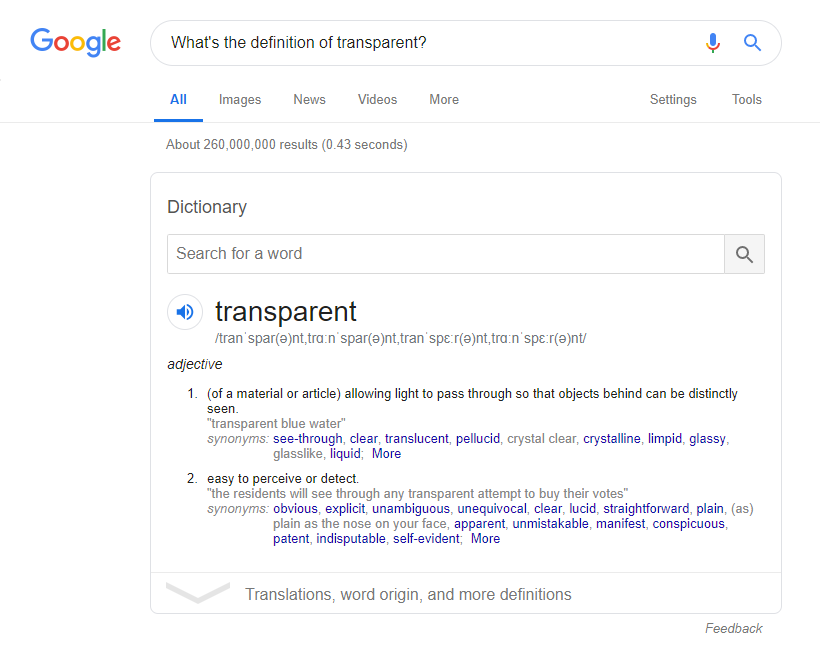 Google
What's the definition of transparent?
All Images News Videos More Settings Tools
About 260,000,000 results (0.43 seconds)
Dictionary
Search for a word
transparent
/tranˈspar(ə)nt,trɑːnˈspar(ə)nt,tranˈspɛːr(ə)nt,trɑːnˈspɛːr(ə)nt/
adjective
1. (of a material or article) allowing light to pass through so that objects behind can be distinctly
seen.
"transparent blue water"
synonyms: see-through, clear, translucent, pellucid, crystal clear, crystalline, limpid, glassy,
glasslike, liquid; More
2. easy to perceive or detect.
"the residents will see through any transparent attempt to buy their votes"
synonyms: obvious, explicit, unambiguous, unequivocal, clear, lucid, straightforward, plain, (as)
plain as the nose on your face, apparent, unmistakable, manifest, conspicuous,
patent, indisputable, self-evident; More
Translations, word origin, and more definitions
Feedback